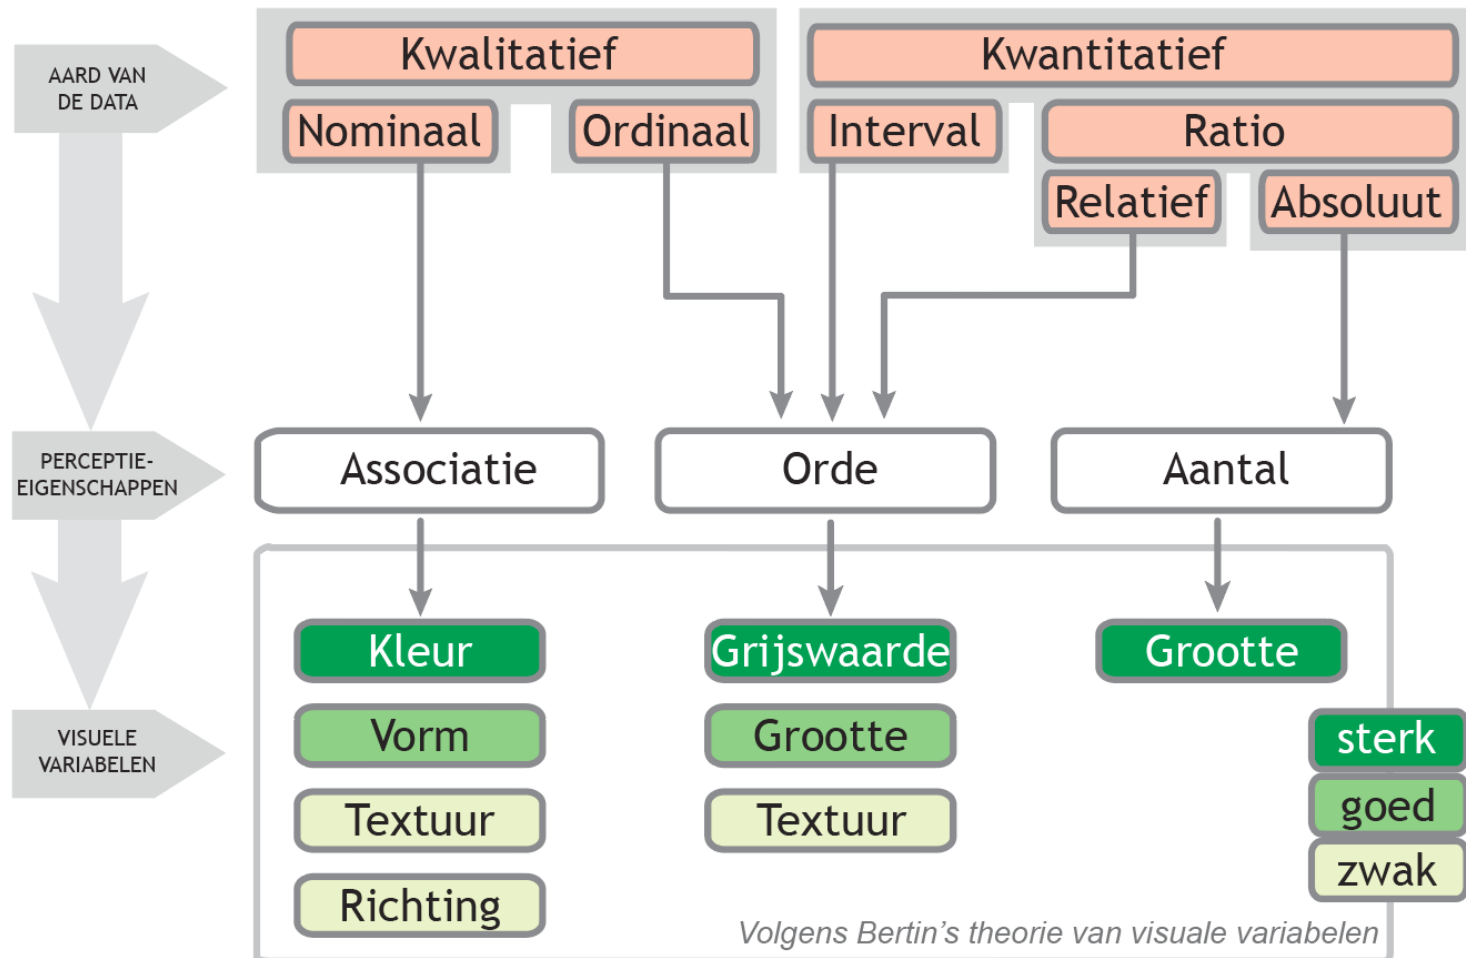 AARD VAN
DE DATA
Kwalitatief
Kwantitatief
Nominaal
Ordinaal
Interval
Ratio
Relatief
Absoluut
PERCEPTIE-
EIGENSCHAPPEN
Associatie
Orde
Aantal
VISUELE
VARIABELEN
Kleur
Grijswaarde
Grootte
Vorm
Grootte
Textuur
Textuur
Richting
sterk
goed
zwak
Volgens Bertin's theorie van visuale variabelen